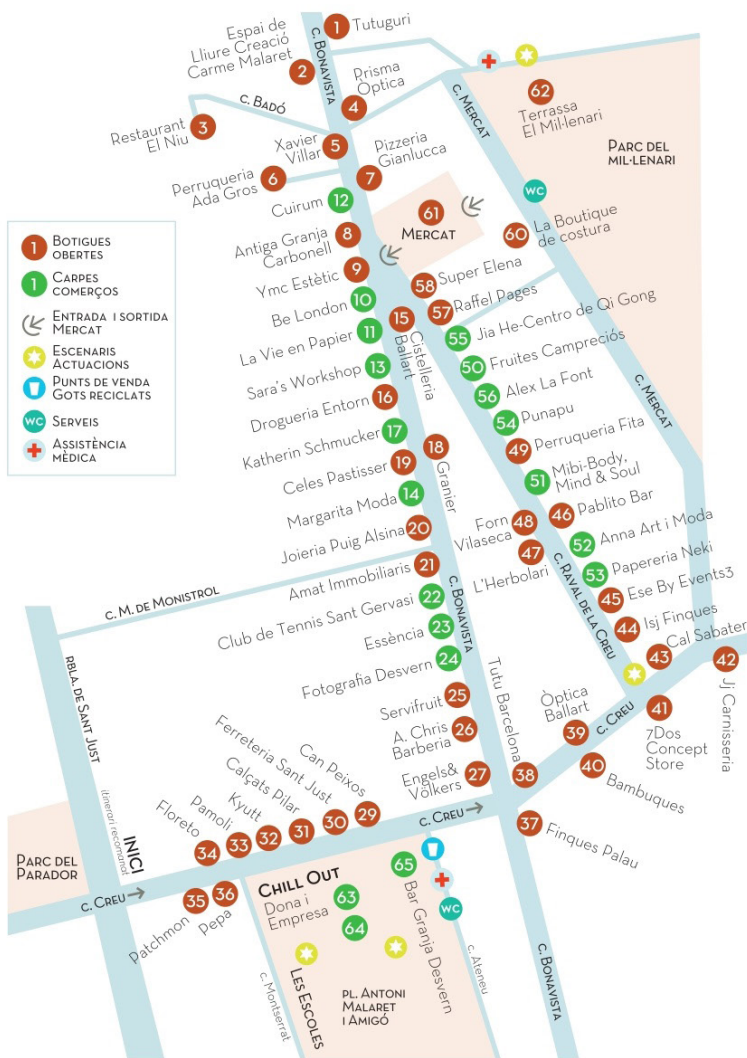 Espai de
Lliure Creació
Carme Malaret
2
c. Bonavista
1
Tutuguri
Prisma
Òptica
4
c. Badó
Restaurant
El Niu
3
Xavier
Villar
5
Perruqueria
Ada Gros
6
Pizzeria
Gianlucca
7
c. Mercat
62
Terrassa
El Mil·lenari
Parc del
Mil·lenari
WC
Cuirum
12
61
Mercat
60
La Boutique
de costura
Antiga Granja
Carbonell
8
Ymc Estètic
9
58
Super Elena
57
Raffel Pages
Be London
10
15
Cistelleria
Ballart
La Vie en Papier
11
55
Jia He-Centro de Qi Gong
Sara's Workshop
13
50
Fruites Campreciós
Drogueria Entorn
16
56
Alex La Font
c. Mercat
Katherin Schmucker
17
54
Punapu
Celes Pastisser
19
18
Granier
49
Perruqueria Fita
Margarita Moda
14
51
Mibi-Body,
Mind & Soul
Joieria Puig Alsina
20
Forn
Vilaseca
48
46
Pablito Bar
47
L'Herbolari
52
Anna Art i Moda
Amat Immobiliaris
21
53
Papereria Neki
c. M. de Monistrol
Club de Tennis Sant Gervasi
22
c. Bonavista
c. Raval de la Creu
45
Ese By Events3
Essència
23
44
Isj Finques
Fotografia Desvern
24
43
Cal Sabater
42
Jj Carnisseria
Servifruit
25
Tutu Barcelona
38
Òptica
Ballart
39
c. Creu
41
7Dos
Concept
Store
A. Chris
Barberia
26
40
Bambuques
Engels&
Völkers
27
37
Finques Palau
1
Botigues
obertes
1
Carpes
comerços
Entrada i sortida
Mercat
Escenaris
Actuacions
Punts de venda
Gots reciclats
WC
Serveis
Assistència
mèdica
Rbla. de Sant Just
itinerari recomanat
INICI
Parc del
Parador
c. Creu
Floreto
34
Pamoli
33
Kyutt
32
Calçats Pilar
31
Ferreteria Sant Just
30
Can Peixos
29
c. Creu
35
Patchmon
36
Pepa
Chill Out
Dona i
Empresa
63
64
65
Bar Granja Desvern
WC
c. Montserrat
Les Escoles
Pl. Antoni
Malaret
i Amigó
c. Ateneu
c. Bonavista